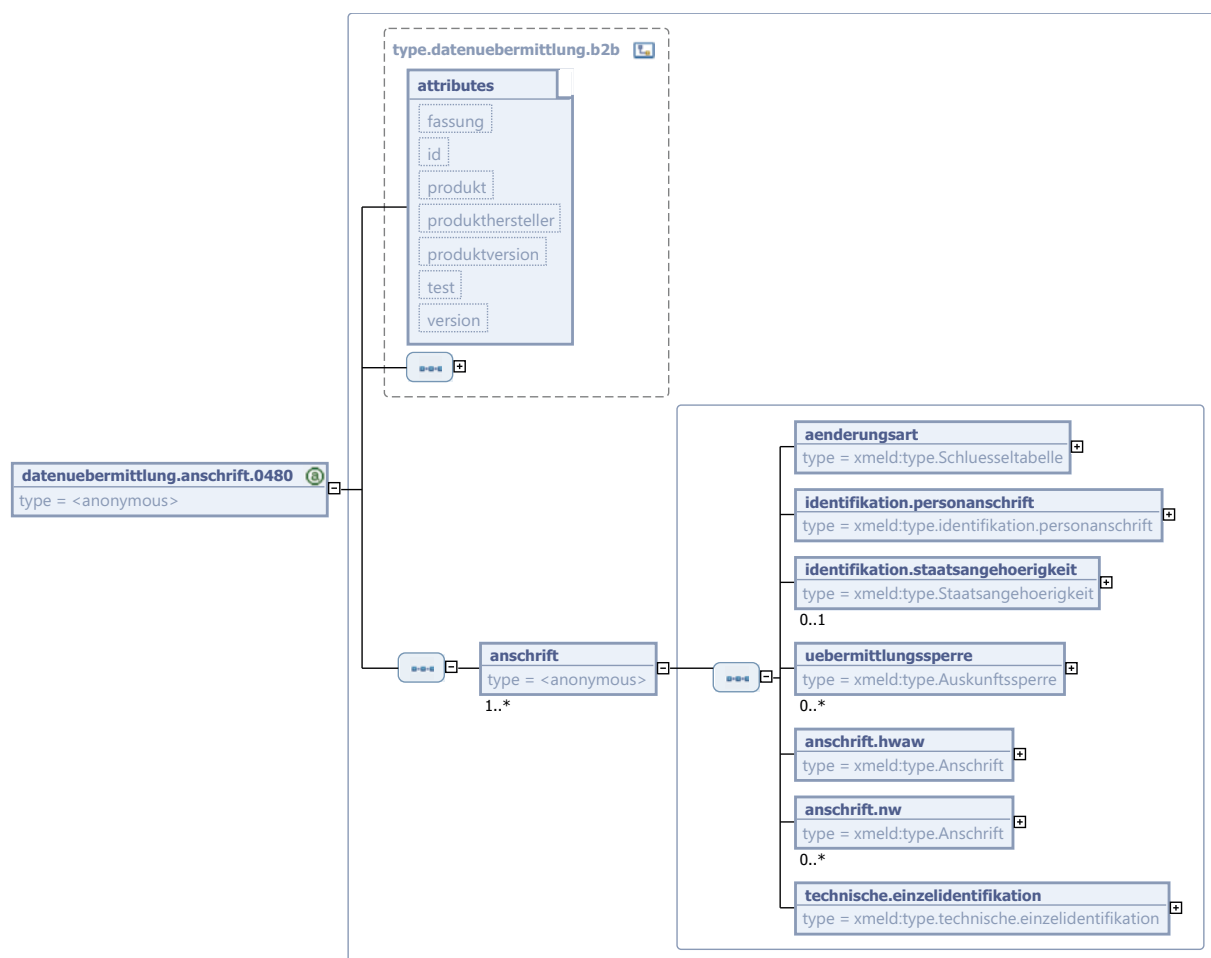 type.datenuebermittlung.b2b
attributes
fassung
id
produkt
produkthersteller
produktversion
test
version
datenuebermittlung.anschrift.0480
type = <anonymous>
anschrift
type = <anonymous>
1..*
aenderungsart
type = xmeld:type.Schluesseltabelle
identifikation.personanschrift
type = xmeld:type.identifikation.personanschrift
identifikation.staatsangehoerigkeit
type = xmeld:type.Staatsangehoerigkeit
0..1
uebermittlungssperre
type = xmeld:type.Auskunftssperre
0..*
anschrift.hwaw
type = xmeld:type.Anschrift
anschrift.nw
type = xmeld:type.Anschrift
0..*
technische.einzelidentifikation
type = xmeld:type.technische.einzelidentifikation